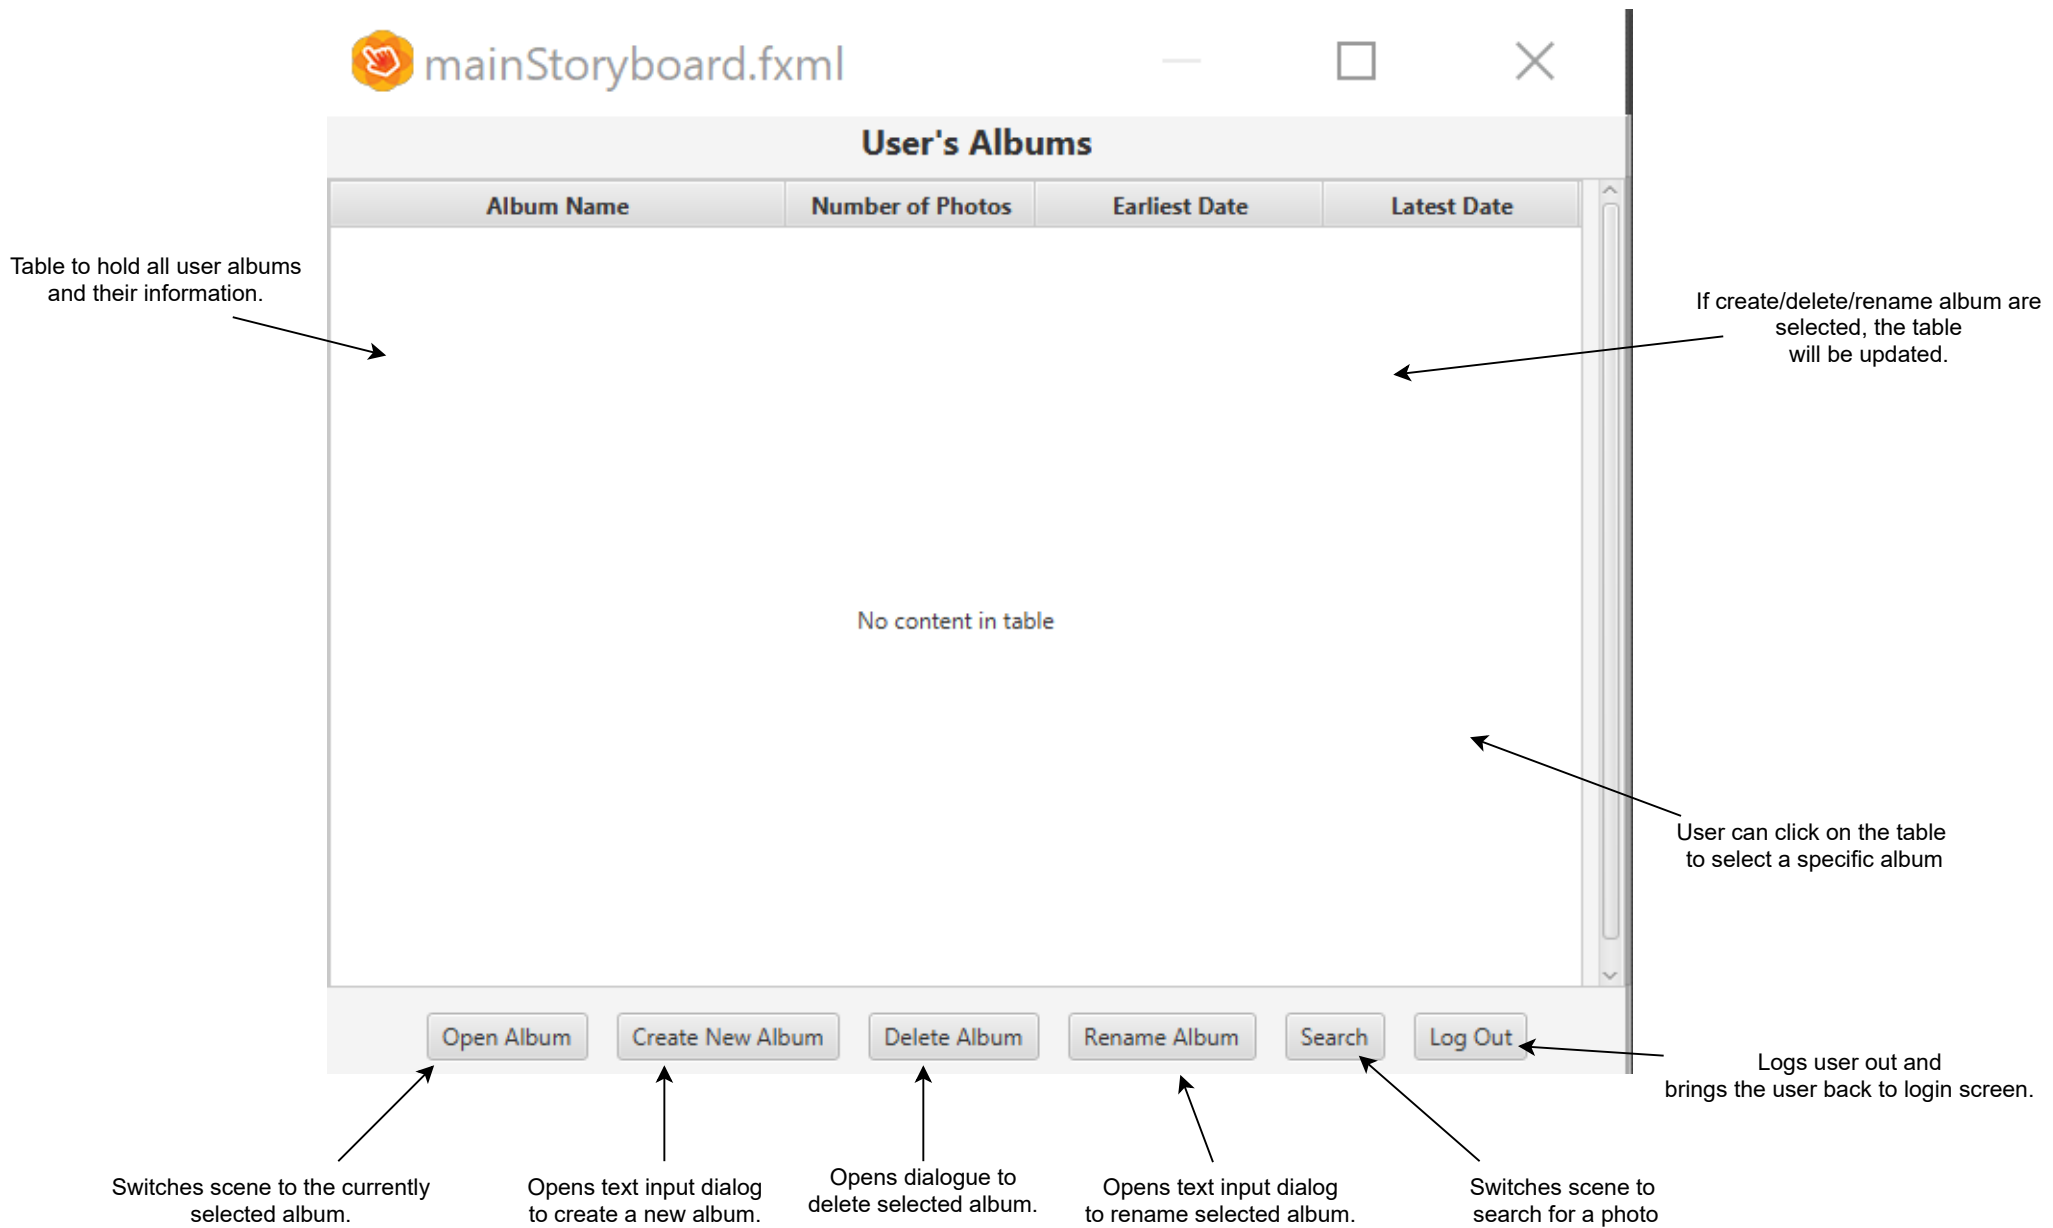 mainStoryboard.fxml
User's Albums
Album Name Number of Photos Earliest Date Latest Date
Table to hold all user albums
and their information.
If create/delete/rename album are
selected, the table
will be updated.
No content in table
User can click on the table
to select a specific album
Open Album Create New Album Delete Album Rename Album Search Log Out
Logs user out and
brings the user back to login screen.
Switches scene to the currently
selected album.
Opens text input dialog
to create a new album.
Opens dialogue to
delete selected album.
Opens text input dialog
to rename selected album.
Switches scene to
search for a photo